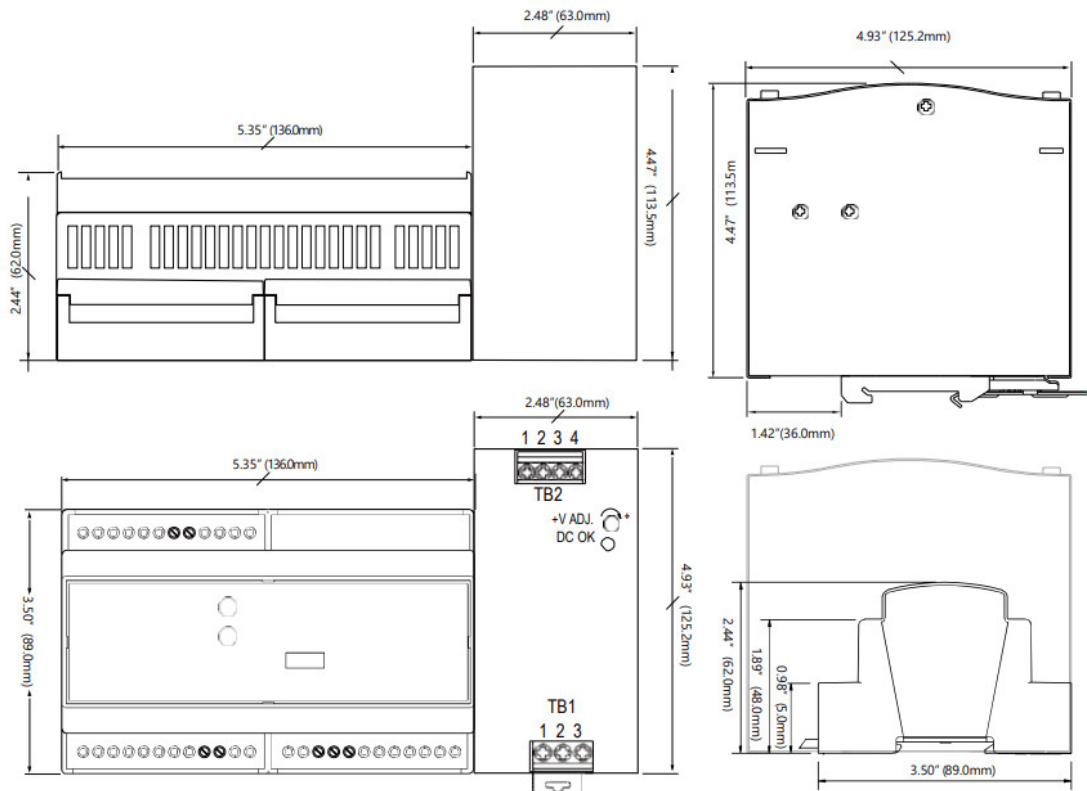 2.48" (63.0mm)
4.93" (125.2mm)
5.35" (136.0mm)
2.44" (62.0mm)
4.47" (113.5mm)
4.47" (113.5m
1.42"(36.0mm)
2.48"(63.0mm)
5.35" (136.0mm)
1 2 3 4
TB2
+V ADJ. +
DC OK
3.50" (89.0mm)
4.93" (125.2mm)
TB1
1 2 3
2.44" (62.0mm)
1.89" (48.0mm)
0.98" (5.0mm)
3.50" (89.0mm)